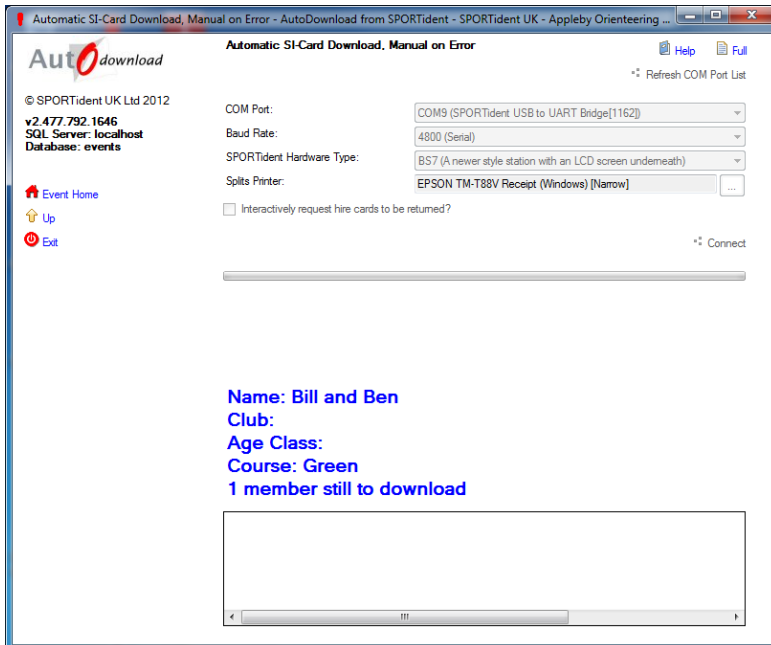 Automatic SI-Card Download, Manual on Error - AutoDownload from SPORTident - SPORTident UK - Appleby Orienteering ...
AutO download
Automatic SI-Card Download, Manual on Error
Help
Full
Refresh COM Port List
© SPORTident UK Ltd 2012
v2.477.792.1646
SQL Server: localhost
Database: events
Event Home
Up
Exit
COM Port:
COM9 (SPORTident USB to UART Bridge[1162])
Baud Rate:
4800 (Serial)
SPORTident Hardware Type:
BS7 (A newer style station with an LCD screen underneath)
Splits Printer:
EPSON TM-T88V Receipt (Windows) [Narrow]
...
Interactively request hire cards to be returned?
Connect
Name: Bill and Ben
Club:
Age Class:
Course: Green
1 member still to download